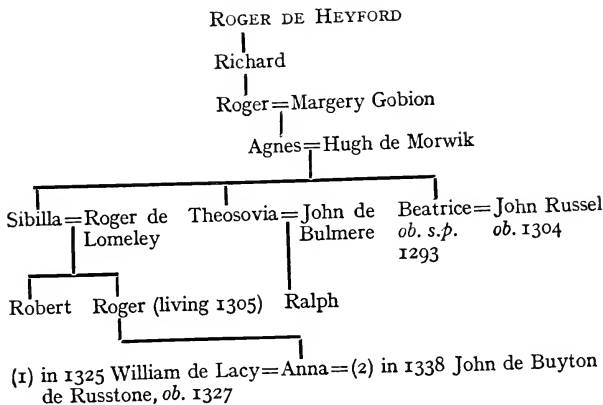 ROGER DE HEYFORD
Richard
Roger=Margery Gobion
Agnes=Hugh de Morwik
Sibilla=Roger de Lomeley
Theosovia=John de Bulmere
Beatrice=John Russel
ob. s.p. 1293
ob. 1304
Robert
Roger (living 1305)
Ralph
(1) in 1325 William de Lacy=Anna=(2) in 1338 John de Buyton
de Russtone, ob. 1327